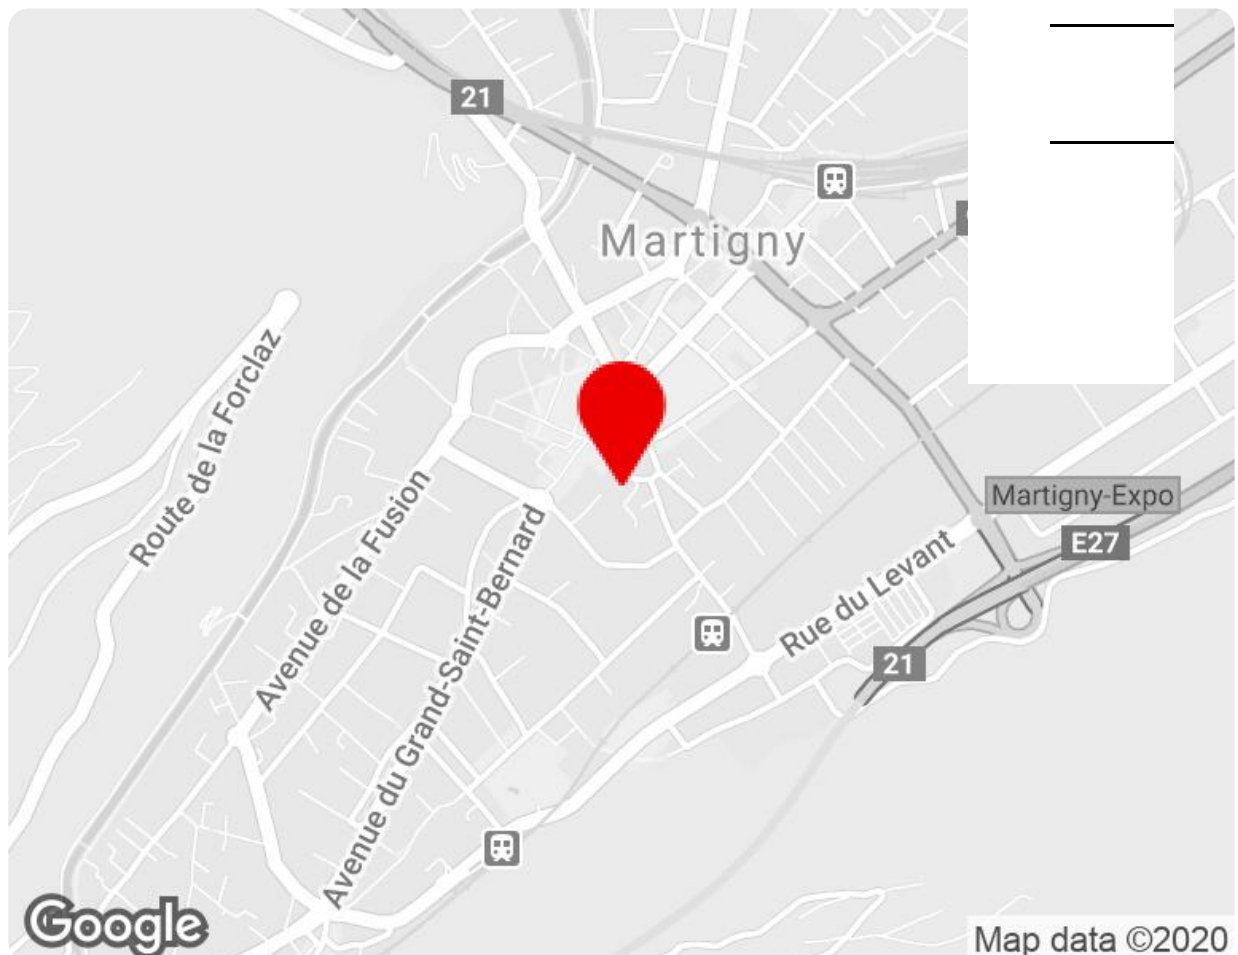 21
Martigny
Route de la Forclaz
Avenue de la Fusion
Avenue du Grand-Saint-Bernard
Martigny-Expo
E27
Rue du Levant
21
Google
Map data ©2020